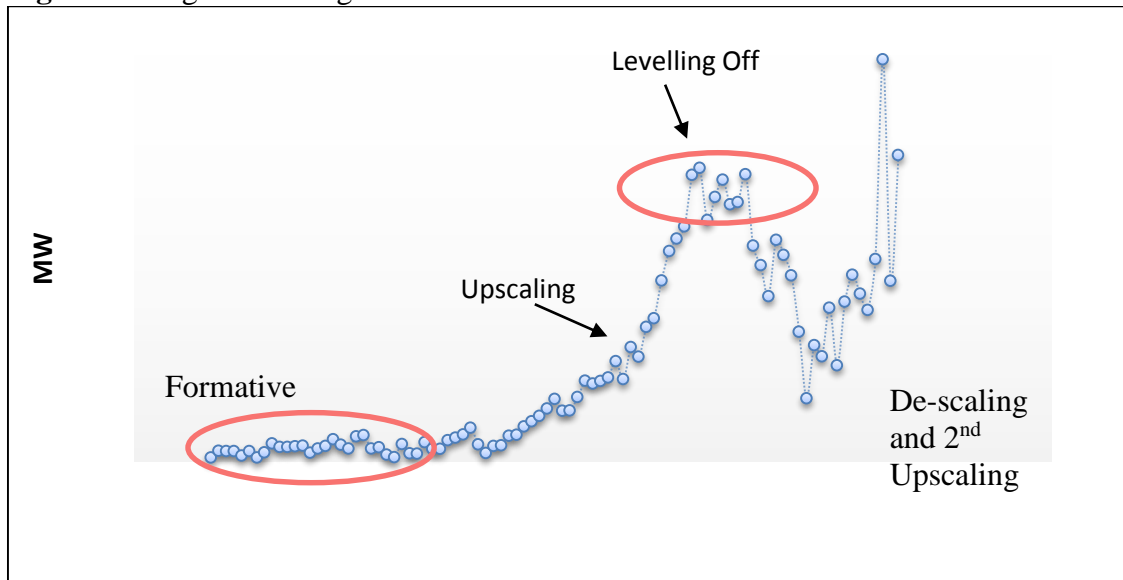 Levelling Off
MW
Upscaling
Formative
De-scaling
and 2nd
Upscaling